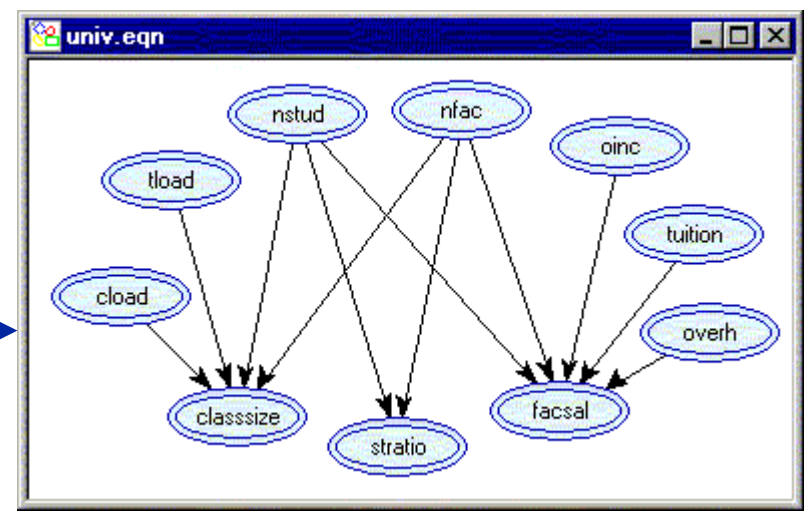 univ.eqn
nstud
nfac
oinc
tload
tuition
cload
overh
classsize
stratio
facsal